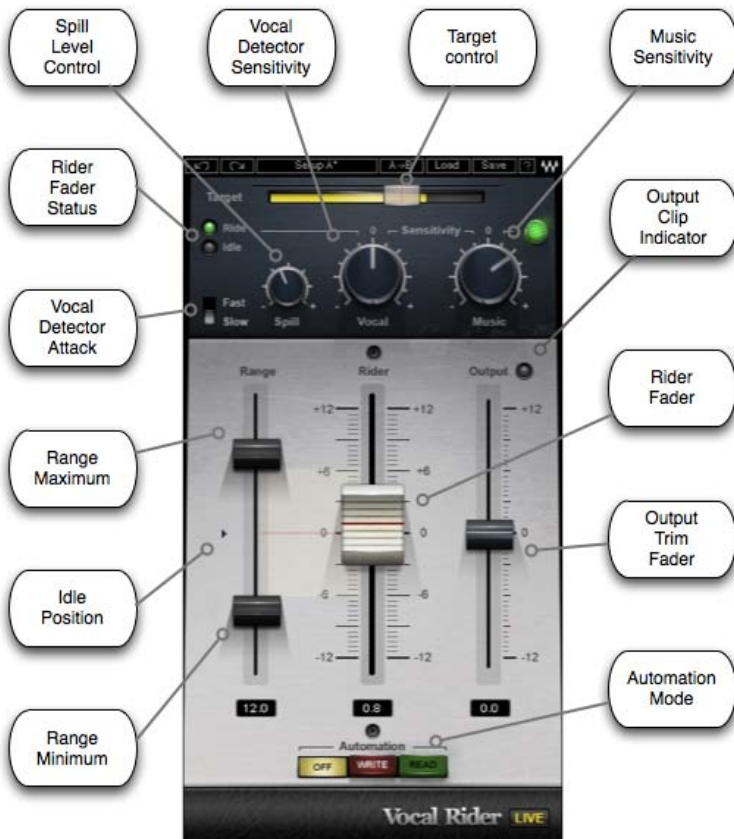 Spill
Level
Control
Vocal
Detector
Sensitivity
Target
control
Music
Sensitivity
Rider
Fader
Status
Output
Clip
Indicator
Vocal
Detector
Attack
Range
Maximum
Rider
Fader
Idle
Position
Output
Trim
Fader
Range
Minimum
Automation
Mode
Setup A* A→B Load Save ?
Target
Ride
Idle
0 Sensitivity 0
Fast
Slow
- Spill +
- Vocal +
- Music +
Range Rider Output
+12 +12 +12
+6 +6
0 0 0
-6 -6
-12 -12 -12
12.0 0.8 0.0
Automation
OFF WRITE READ
Vocal Rider LIVE